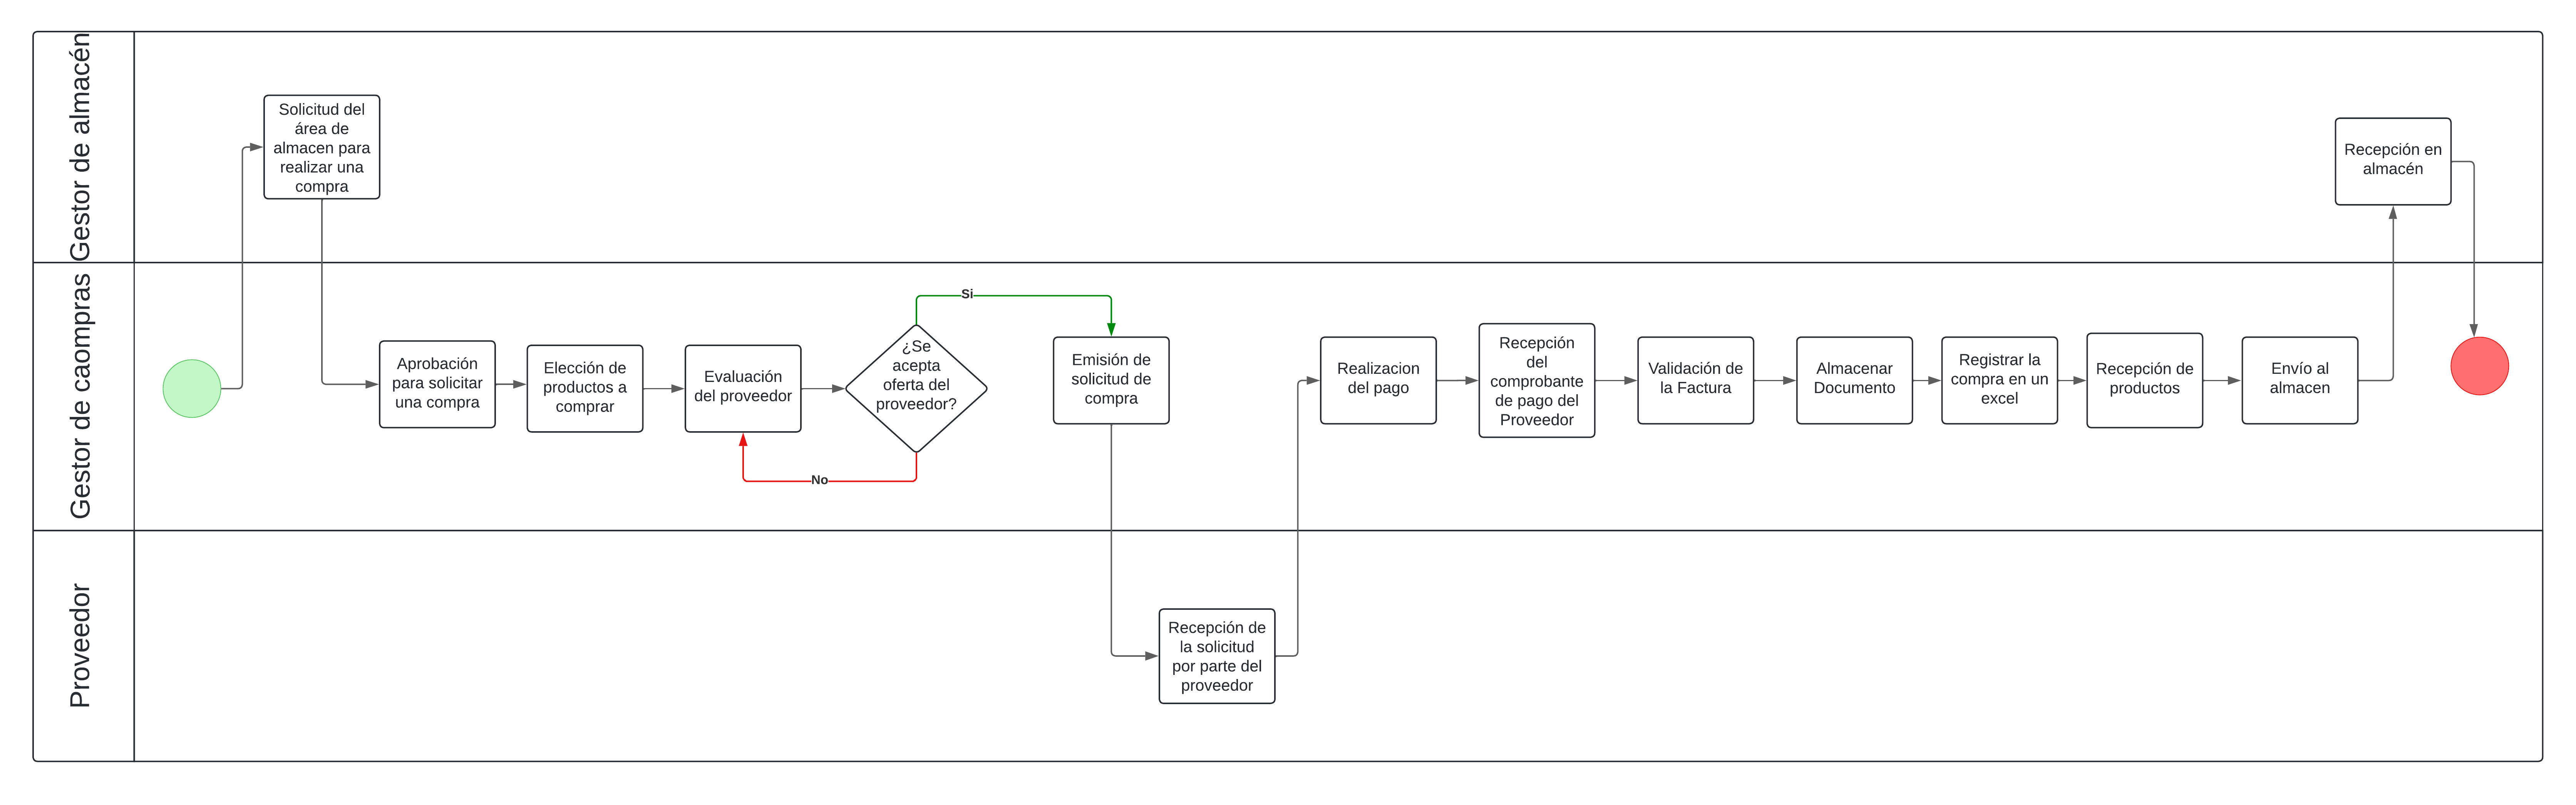 Gestor de almacén
Solicitud del
área de
almacen para
realizar una
compra
Recepción en
almacén
Gestor de caompras
Aprobación
para solicitar
una compra
Elección de
productos a
comprar
Evaluación
del proveedor
¿Se
acepta
oferta del
proveedor?
Si
No
Emisión de
solicitud de
compra
Realizacion
del pago
Recepción
del
comprobante
de pago del
Proveedor
Validación de
la Factura
Almacenar
Documento
Registrar la
compra en un
excel
Recepción de
productos
Envío al
almacen
Proveedor
Recepción de
la solicitud
por parte del
proveedor